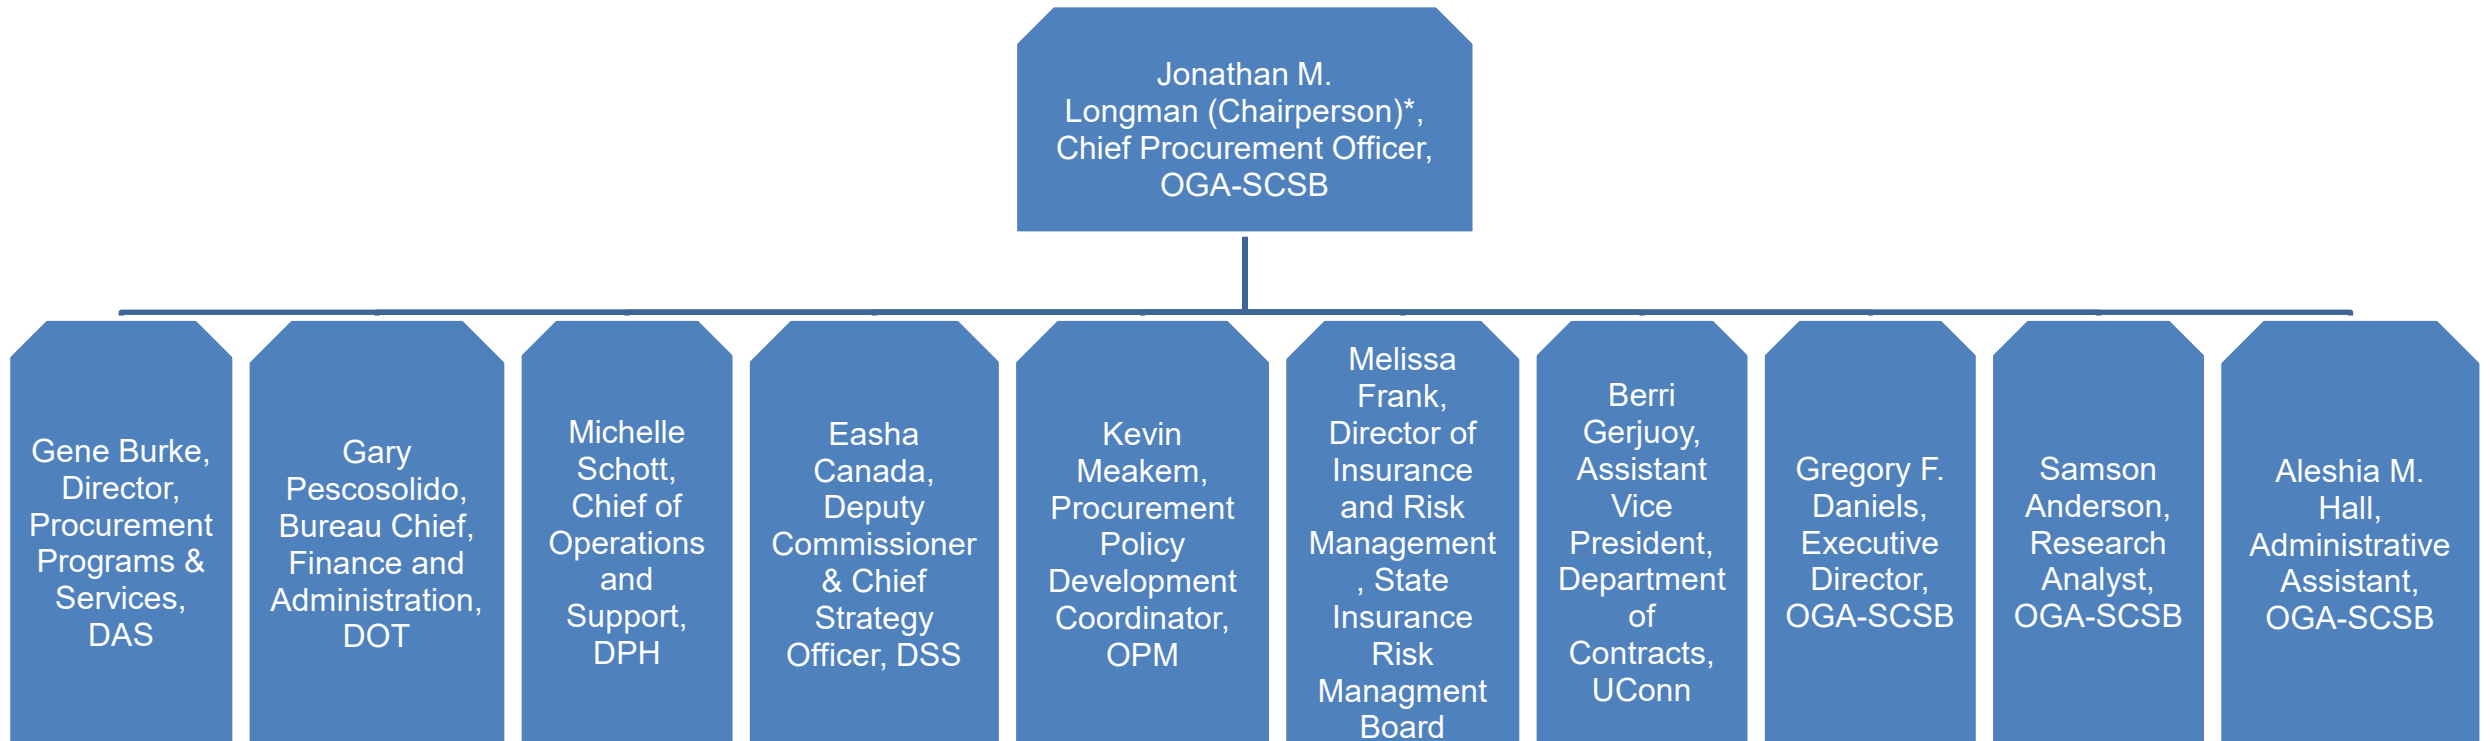 Jonathan M.
Longman (Chairperson)*,
Chief Procurement Officer,
OGA-SCSB
Gene Burke,
Director,
Procurement
Programs &
Services,
DAS
Gary
Pescosolido,
Bureau Chief,
Finance and
Administration,
DOT
Michelle
Schott,
Chief of
Operations
and
Support,
DPH
Easha
Canada,
Deputy
Commissioner
& Chief
Strategy
Officer, DSS
Kevin
Meakem,
Procurement
Policy
Development
Coordinator,
OPM
Melissa
Frank,
Director of
Insurance
and Risk
Management
, State
Insurance
Risk
Managment
Board
Berri
Gerjuoy,
Assistant
Vice
President,
Department
of
Contracts,
UConn
Gregory F.
Daniels,
Executive
Director,
OGA-SCSB
Samson
Anderson,
Research
Analyst,
OGA-SCSB
Aleshia M.
Hall,
Administrative
Assistant,
OGA-SCSB